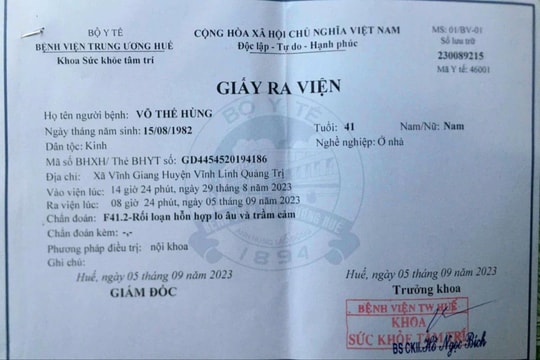 BỘ Y TẾ
BỆNH VIỆN TRUNG ƯƠNG HUẾ
Khoa Sức khỏe tâm trí
CỘNG HÒA XÃ HỘI CHỦ NGHĨA VIỆT NAM
Độc lập - Tự do - Hạnh phúc
MS: 01/BV-01
Số lưu trữ
230089215
Mã Y tế: 46001
GIẤY RA VIỆN
Họ tên người bệnh: VÕ THẾ HÙNG
Ngày tháng năm sinh: 15/08/1982 Tuổi: 41 Nam/Nữ: Nam
Dân tộc: Kinh Nghề nghiệp: Ở nhà
Mã số BHXH/ Thẻ BHYT số: GD4454520194186
Địa chỉ: Xã Vĩnh Giang Huyện Vĩnh Linh Quảng Trị
Vào viện lúc: 14 giờ 24 phút, ngày 29 tháng 8 năm 2023
Ra viện lúc: 08 giờ 24 phút, ngày 05 tháng 09 năm 2023
Chẩn đoán: F41.2-Rối loạn hỗn hợp lo âu và trầm cảm
Chẩn đoán kèm: -.-
Phương pháp điều trị: nội khoa
Ghi chú:
Huế, ngày 05 tháng 09 năm 2023
GIÁM ĐỐC
Huế, ngày 05 tháng 09 năm 2023
Trưởng khoa
BỆNH VIỆN TW HUẾ
KHOA
SỨC KHỎE TÂM TRÍ
BS CKII. Hồ Ngọc Bích
BỘ Y TẾ
1894